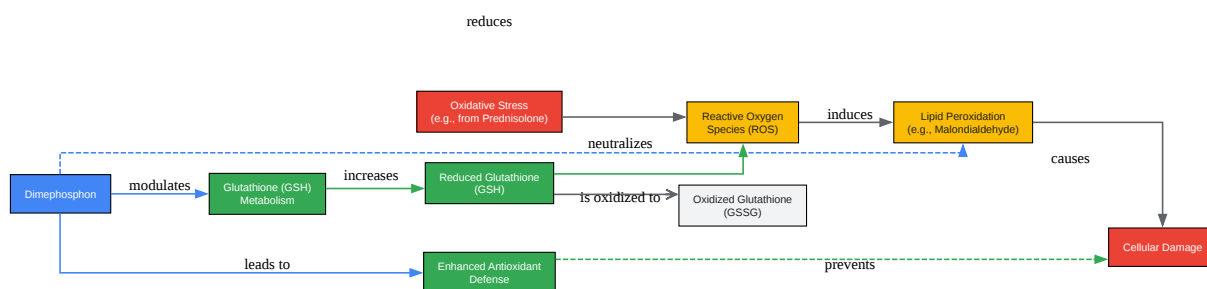 reduces
Oxidative Stress
(e.g., from Prednisolone)
Reactive Oxygen
Species (ROS)
induces
Lipid Peroxidation
(e.g., Malondialdehyde)
neutralizes
causes
Dimephosphon
modulates
Glutathione (GSH)
Metabolism
increases
Reduced Glutathione
(GSH)
is oxidized to
Oxidized Glutathione
(GSSG)
Cellular Damage
leads to
Enhanced Antioxidant
Defense
prevents